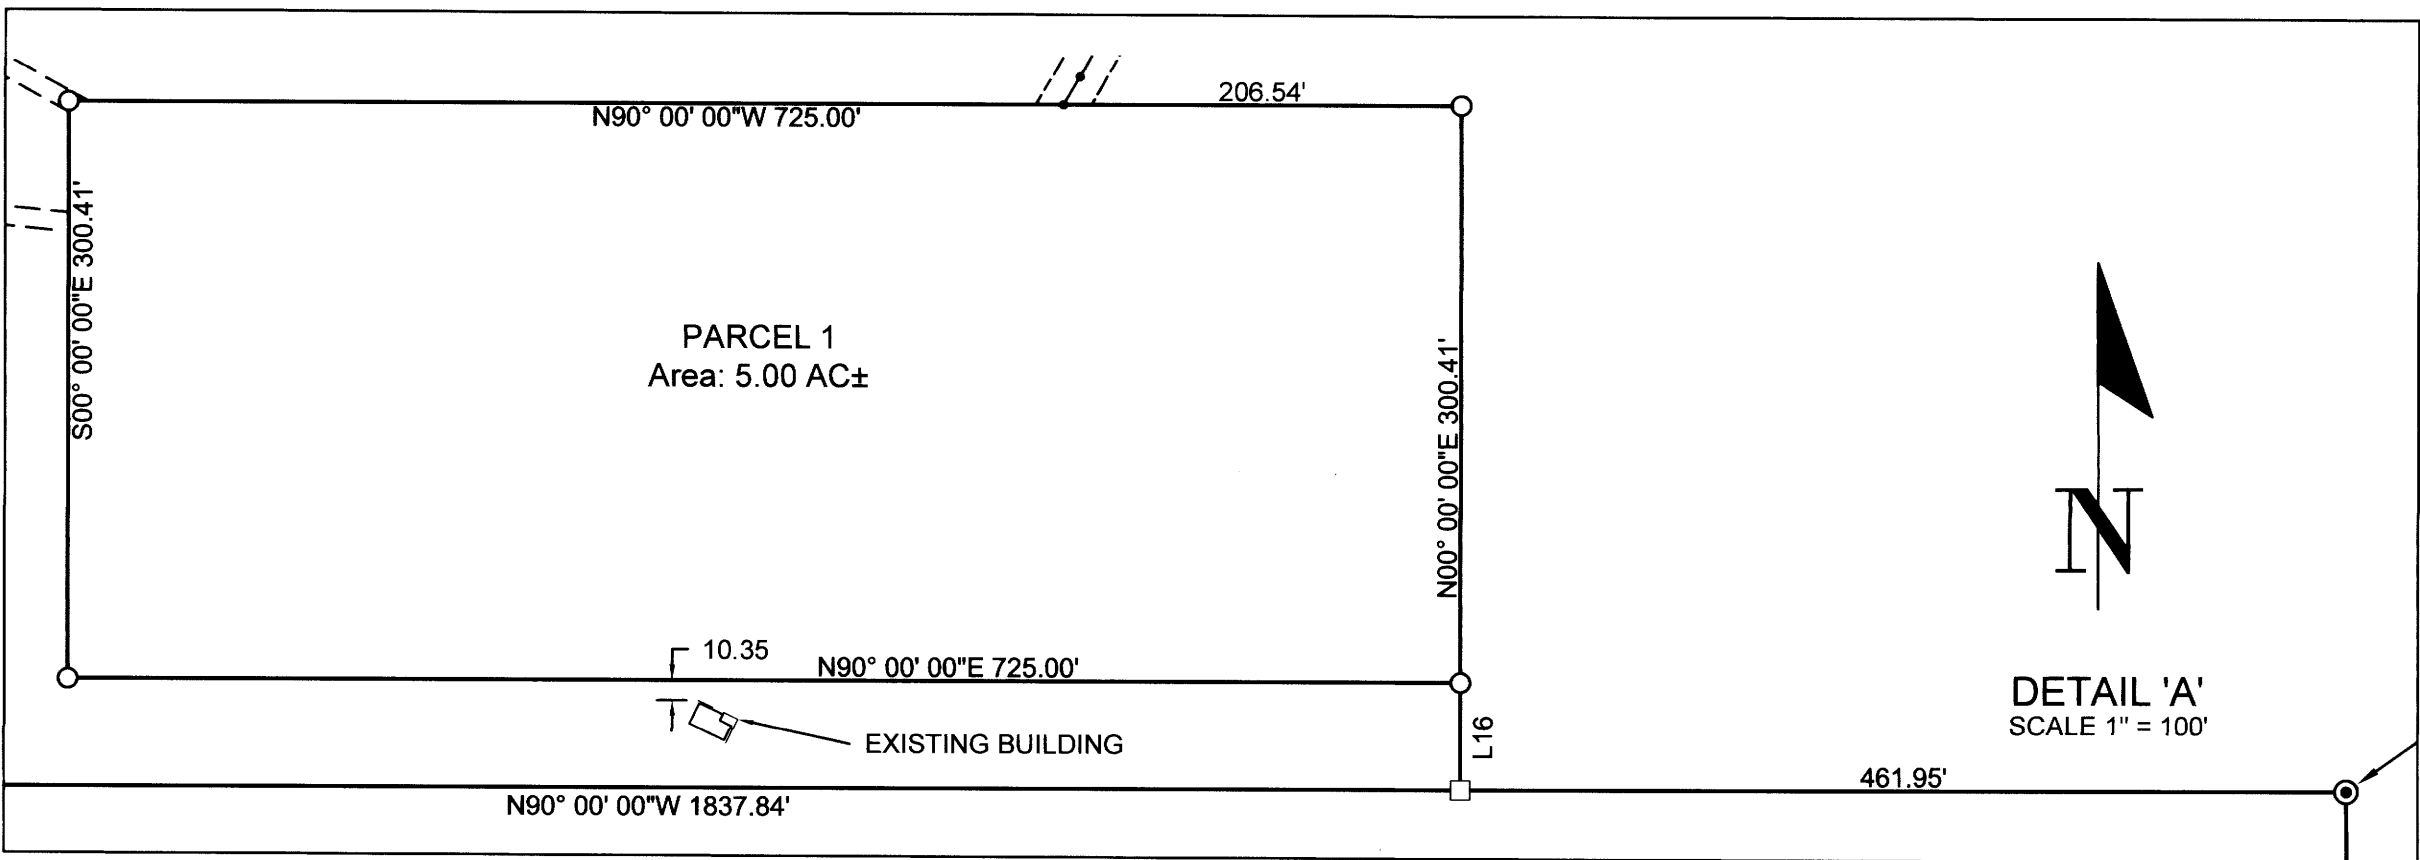 206.54'
N90° 00' 00"W 725.00'
S00° 00' 00"E 300.41'
PARCEL 1
Area: 5.00 AC±
N00° 00' 00"E 300.41'
N
10.35
N90° 00' 00"E 725.00'
DETAIL 'A'
SCALE 1" = 100'
EXISTING BUILDING
L16
461.95'
N90° 00' 00"W 1837.84'